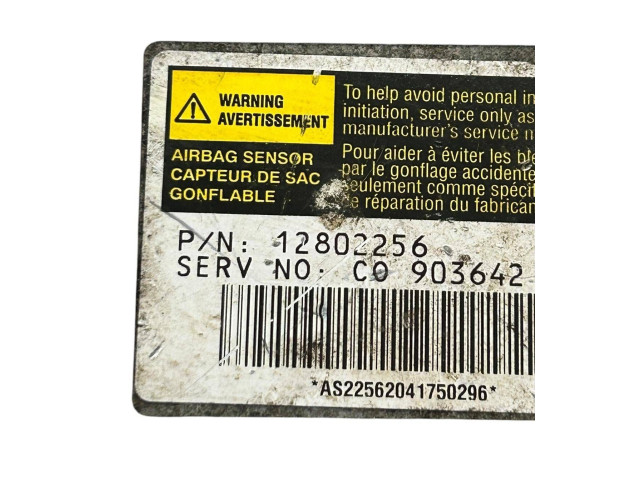 WARNING
AVERTISSEMENT
AIRBAG SENSOR
CAPTEUR DE SAC
GONFLABLE
To help avoid personal in
initiation, service only as
manufacturer's service m
Pour aider à éviter les ble
par le gonflage accidente
seulement comme spécif
de réparation du fabrican
P/N: 12802256
SERV NO: CO 903642
*AS22562041750296*